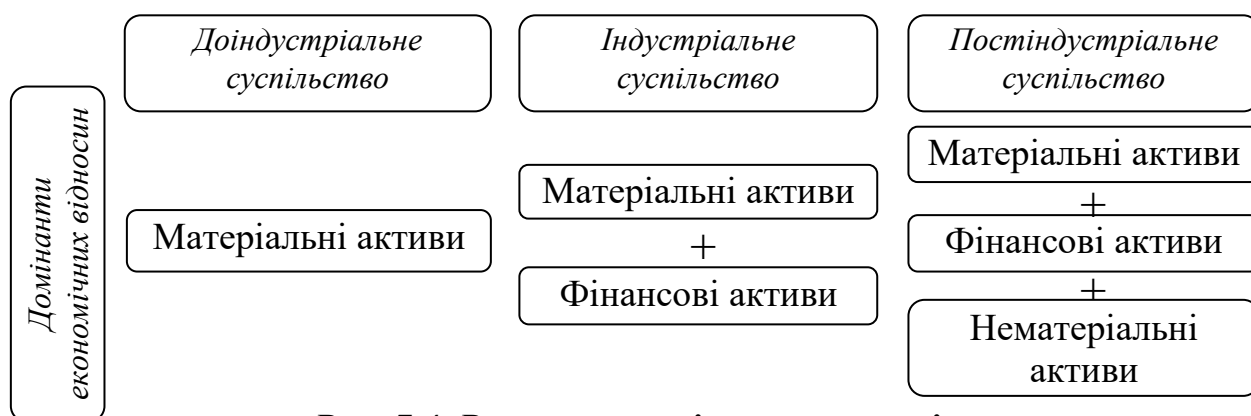 Доіндустріальне
суспільство
Індустріальне
суспільство
Постіндустріальне
суспільство
Домінанти
економічних відносин
Матеріальні активи
Матеріальні активи
+
Фінансові активи
Матеріальні активи
+
Фінансові активи
+
Нематеріальні
активи